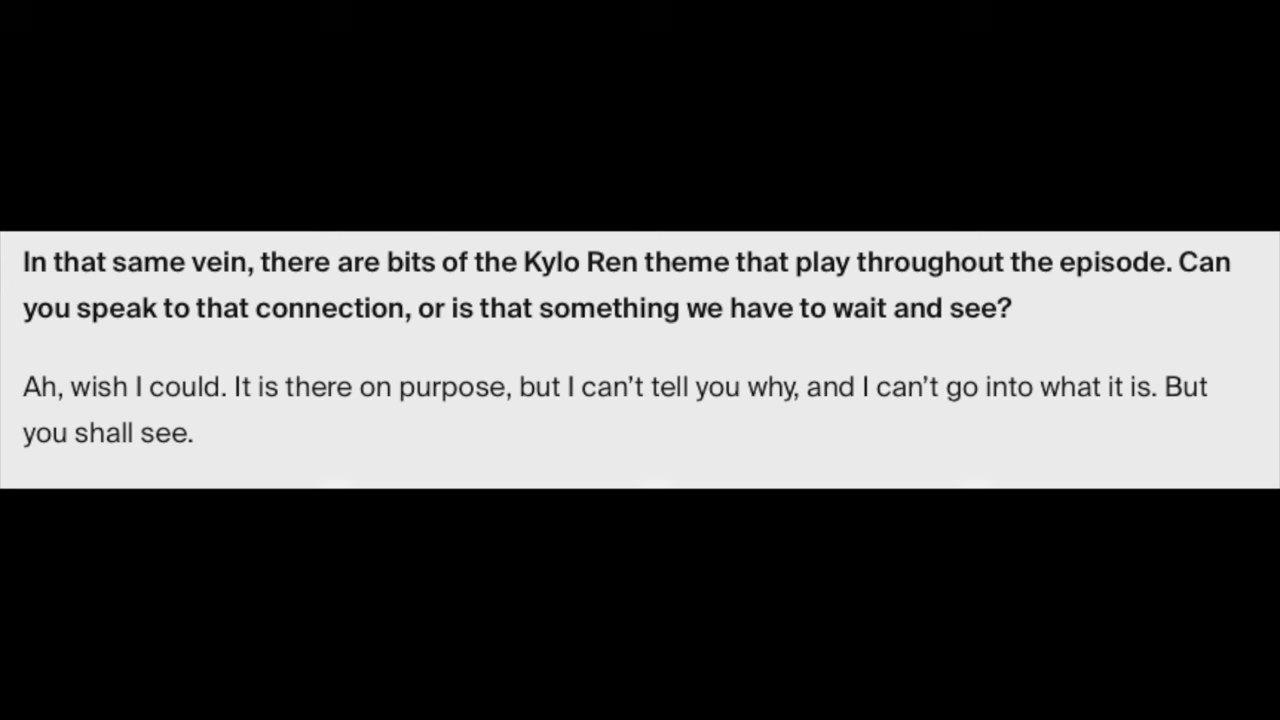 In that same vein, there are bits of the Kylo Ren theme that play throughout the episode. Can
you speak to that connection, or is that something we have to wait and see?
Ah, wish I could. It is there on purpose, but I can’t tell you why, and I can’t go into what it is. But
you shall see.